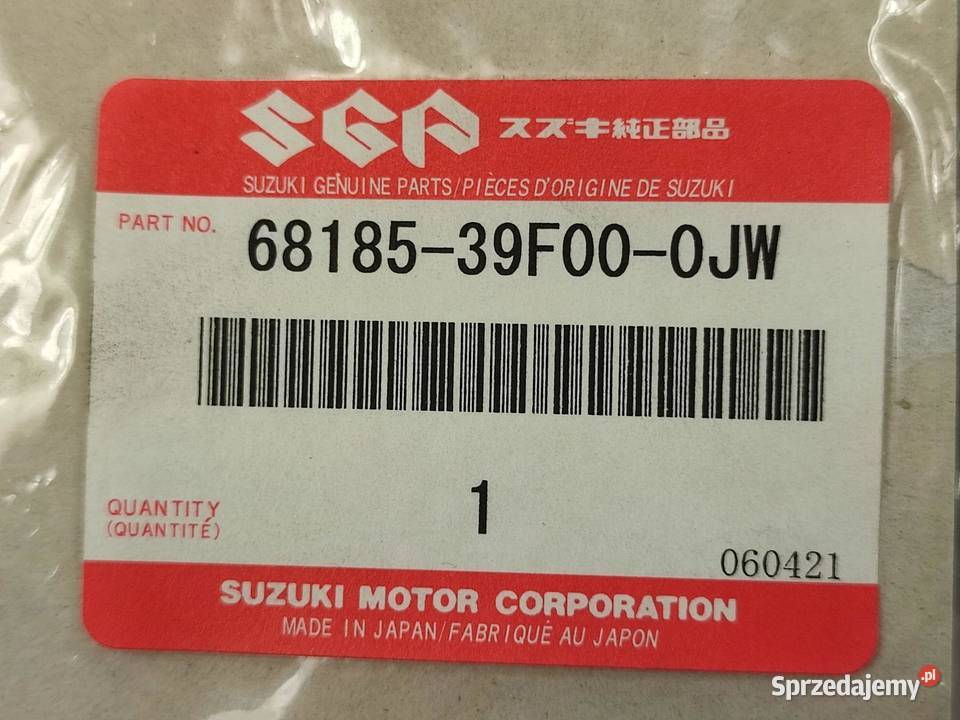 SGP スズキ純正部品
SUZUKI GENUINE PARTS/PIÈCES D'ORIGINE DE SUZUKI
PART NO. 68185-39F00-0JW
QUANTITY 1
(QUANTITÉ)
060421
SUZUKI MOTOR CORPORATION
MADE IN JAPAN/FABRIQUÉ AU JAPON
Sprzedajemy.pl